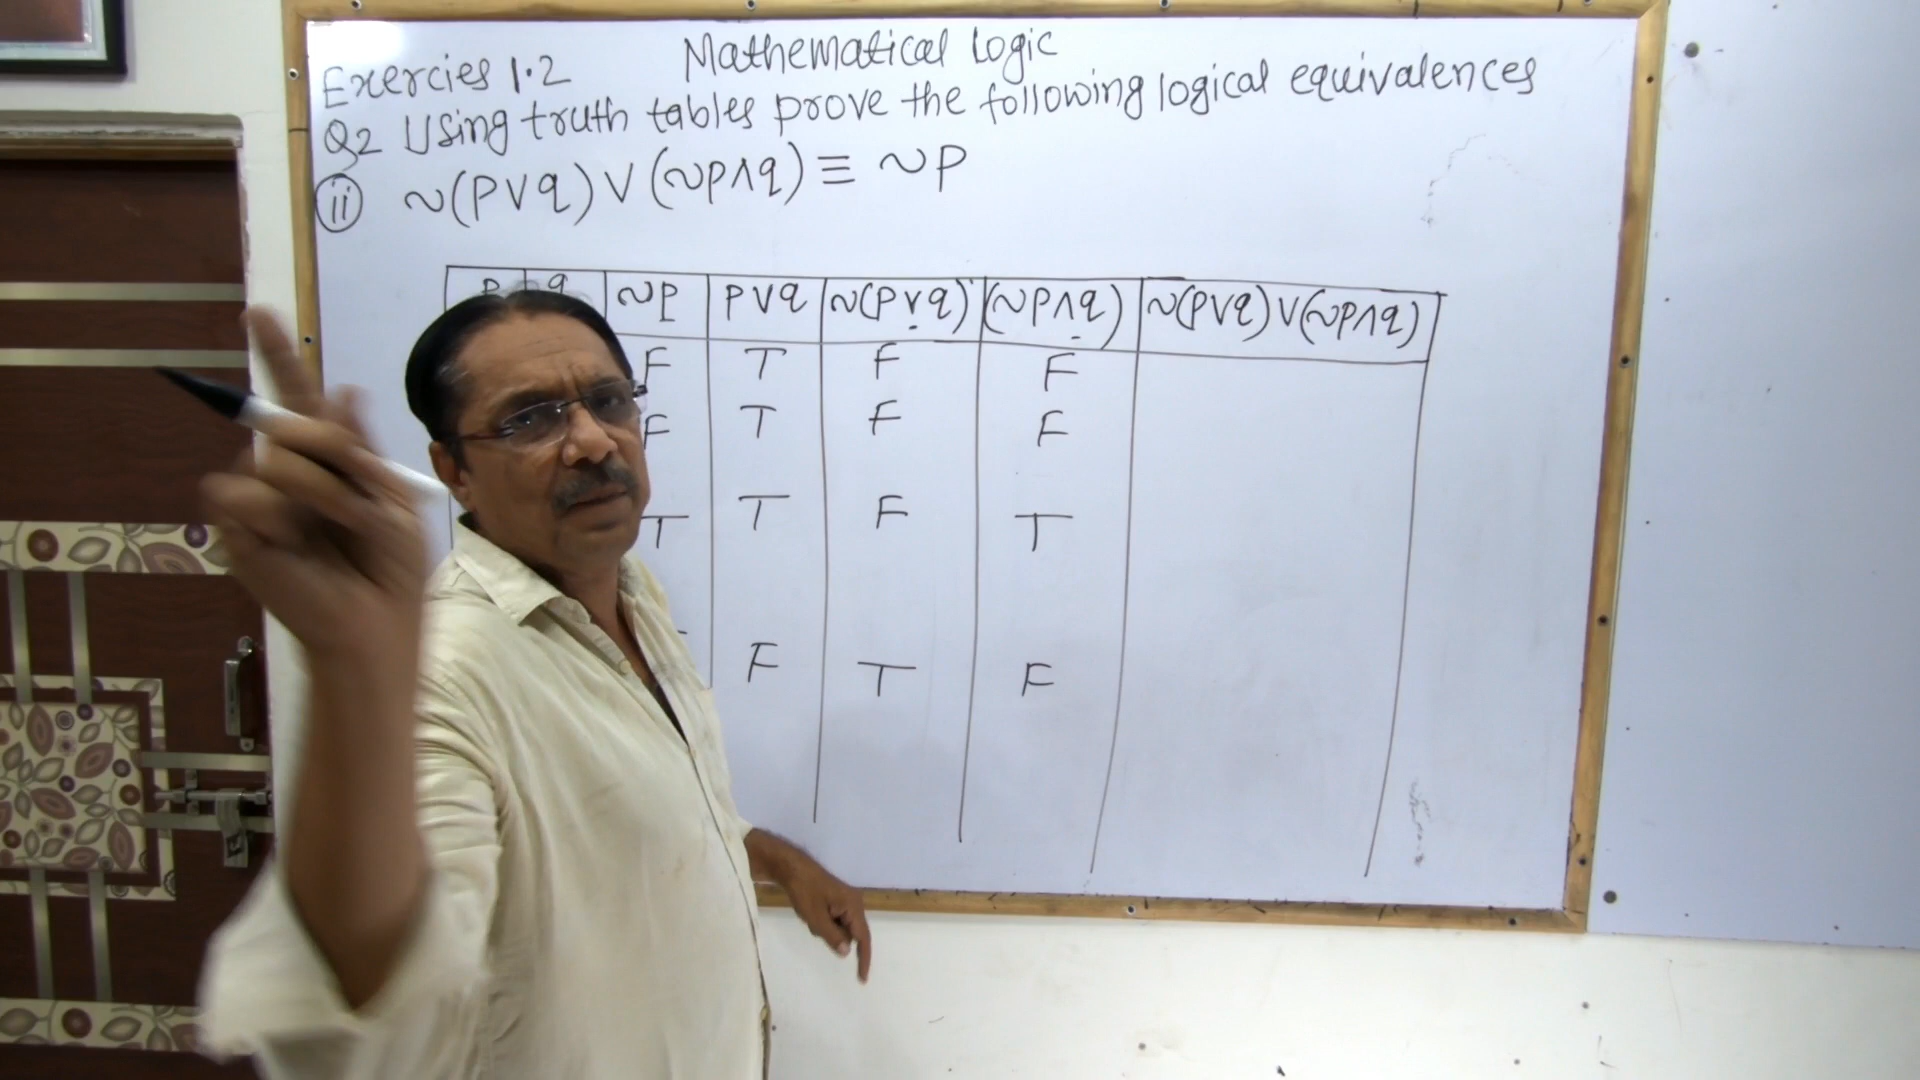 Mathematical Logic
Exercies 1.2
Q2 Using truth tables prove the following logical equivalences
ii ~(p∨q)∨(~p∧q)≡~p
p q ~p p∨q ~(p∨q) (~p∧q) ~(p∨q)∨(~p∧q)
F T F F
F T F F
T T F T
F T F